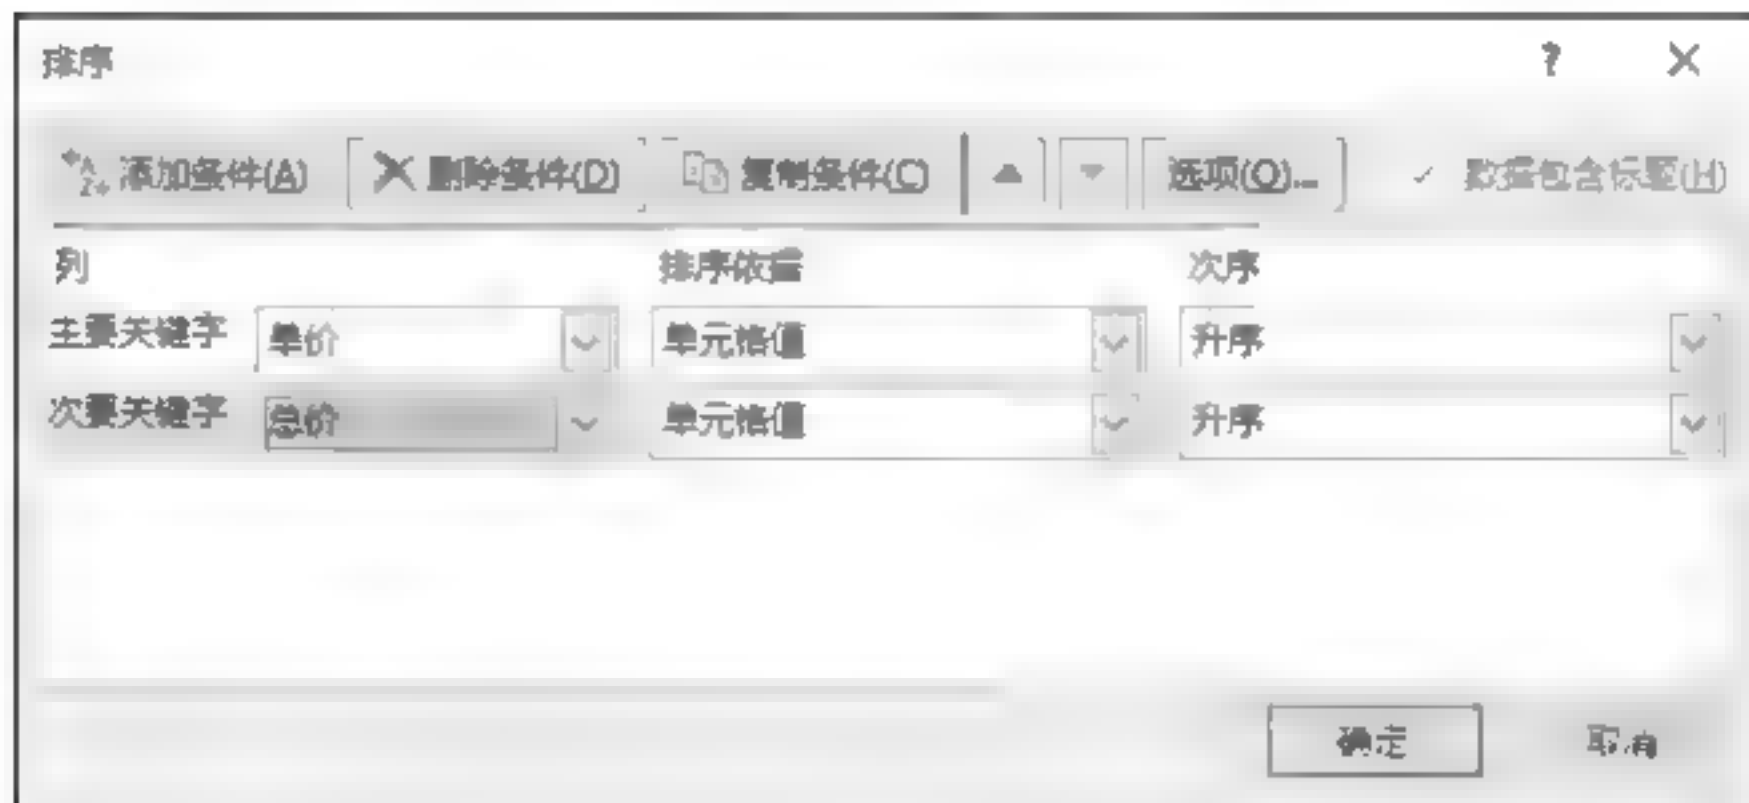 排序 ?
添加条件(A) 删除条件(D) 复制条件(C) 选项(O)... 数据包含标题(H)
列 排序依据 次序
主要关键字 单价 单元格值 升序
次要关键字 总价 单元格值 升序
确定 取消